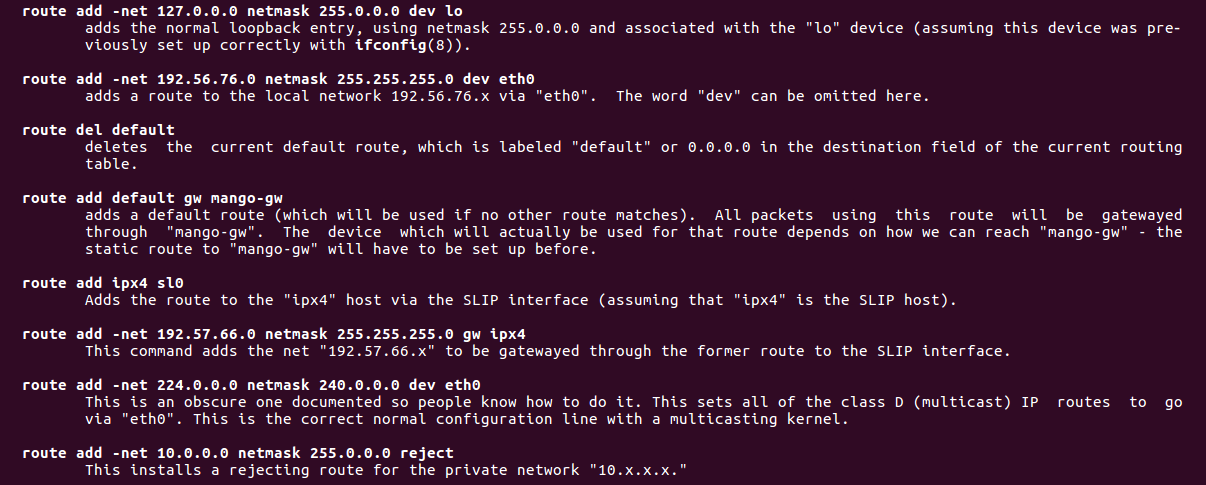 route add -net 127.0.0.0 netmask 255.0.0.0 dev lo
adds the normal loopback entry, using netmask 255.0.0.0 and associated with the "lo" device (assuming this device was pre-
viously set up correctly with ifconfig(8)).
route add -net 192.56.76.0 netmask 255.255.255.0 dev eth0
adds a route to the local network 192.56.76.x via "eth0".  The word "dev" can be omitted here.
route del default
deletes  the  current default route, which is labeled "default" or 0.0.0.0 in the destination field of the current routing
table.
route add default gw mango-gw
adds a default route (which will be used if no other route matches).  All packets  using  this  route  will  be  gatewayed
through  "mango-gw".  The  device  which will actually be used for that route depends on how we can reach "mango-gw" - the
static route to "mango-gw" will have to be set up before.
route add ipx4 sl0
Adds the route to the "ipx4" host via the SLIP interface (assuming that "ipx4" is the SLIP host).
route add -net 192.57.66.0 netmask 255.255.255.0 gw ipx4
This command adds the net "192.57.66.x" to be gatewayed through the former route to the SLIP interface.
route add -net 224.0.0.0 netmask 240.0.0.0 dev eth0
This is an obscure one documented so people know how to do it. This sets all of the class D (multicast) IP  routes  to  go
via "eth0". This is the correct normal configuration line with a multicasting kernel.
route add -net 10.0.0.0 netmask 255.0.0.0 reject
This installs a rejecting route for the private network "10.x.x.x."